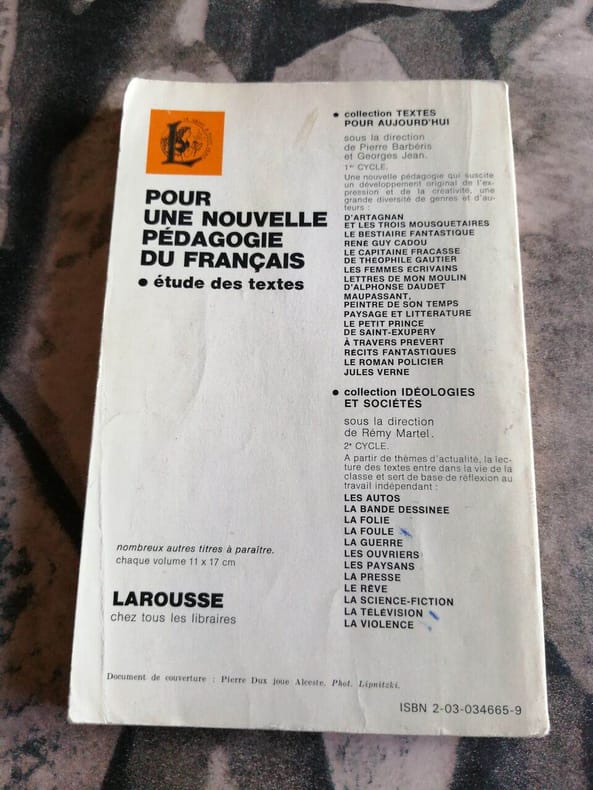 POUR
UNE NOUVELLE
PÉDAGOGIE
DU FRANÇAIS
• étude des textes
nombreux autres titres à paraître.
chaque volume 11 x 17 cm
LAROUSSE
chez tous les libraires
• collection TEXTES
POUR AUJOURD'HUI
sous la direction
de Pierre Barbéris
et Georges Jean.
1er CYCLE.
Une nouvelle pédagogie qui suscite
un développement original de l'ex-
pression et de la créativité, une
grande diversité de genres et d'au-
teurs :
D'ARTAGNAN
ET LES TROIS MOUSQUETAIRES
LE BESTIAIRE FANTASTIQUE
RENE GUY CADOU
LE CAPITAINE FRACASSE
DE THÉOPHILE GAUTIER
LES FEMMES ÉCRIVAINS
LETTRES DE MON MOULIN
D'ALPHONSE DAUDET
MAUPASSANT,
PEINTRE DE SON TEMPS
PAYSAGE ET LITTÉRATURE
LE PETIT PRINCE
DE SAINT-EXUPÉRY
À TRAVERS PRÉVERT
RÉCITS FANTASTIQUES
LE ROMAN POLICIER
JULES VERNE
• collection IDÉOLOGIES
ET SOCIÉTÉS
sous la direction
de Rémy Martel.
2e CYCLE.
A partir de thèmes d'actualité, la lec-
ture des textes entre dans la vie de la
classe et sert de base de réflexion au
travail indépendant :
LES AUTOS
LA BANDE DESSINÉE
LA FOLIE
LA FOULE
LA GUERRE
LES OUVRIERS
LES PAYSANS
LA PRESSE
LE RÊVE
LA SCIENCE-FICTION
LA TÉLÉVISION
LA VIOLENCE
Document de couverture : Pierre Dux joue Alceste. Phot. Lipnitzki.
ISBN 2-03-034665-9